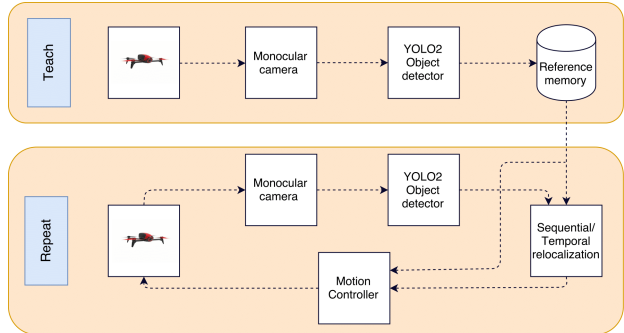 Teach
Monocular
camera
YOLO2
Object
detector
Reference
memory
Repeat
Monocular
camera
YOLO2
Object
detector
Sequential/
Temporal
relocalization
Motion
Controller